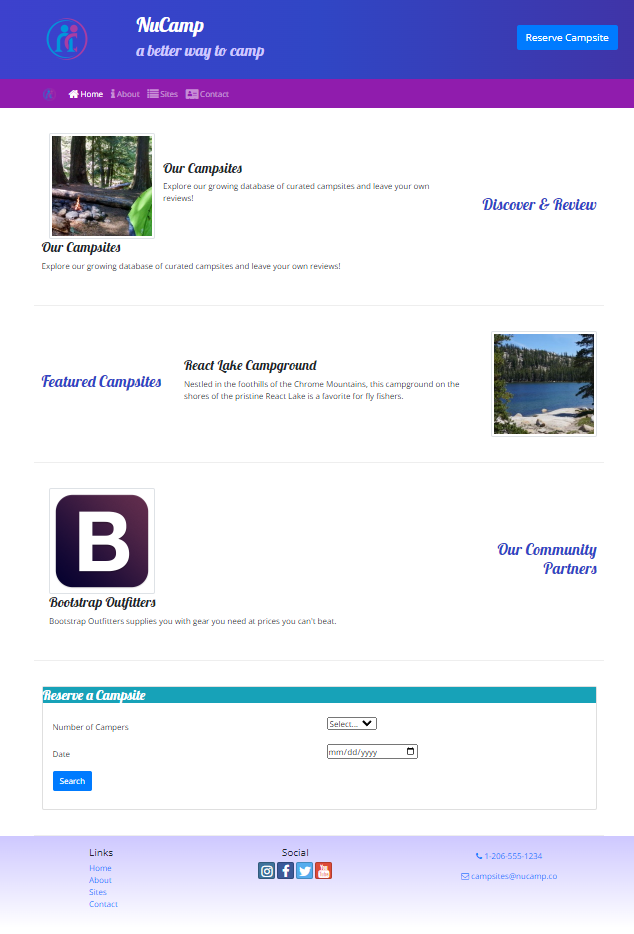 NuCamp
a better way to camp
Reserve Campsite
Home About Sites Contact
Our Campsites
Explore our growing database of curated campsites and leave your own
reviews!
Discover & Review
Our Campsites
Explore our growing database of curated campsites and leave your own reviews!
Featured Campsites
React Lake Campground
Nestled in the foothills of the Chrome Mountains, this campground on the
shores of the pristine React Lake is a favorite for fly fishers.
B
Our Community
Partners
Bootstrap Outfitters
Bootstrap Outfitters supplies you with gear you need at prices you can't beat.
Reserve a Campsite
Number of Campers
Select...
Date
mm/dd/yyyy
Search
Links
Home
About
Sites
Contact
Social
1-206-555-1234
campsites@nucamp.co